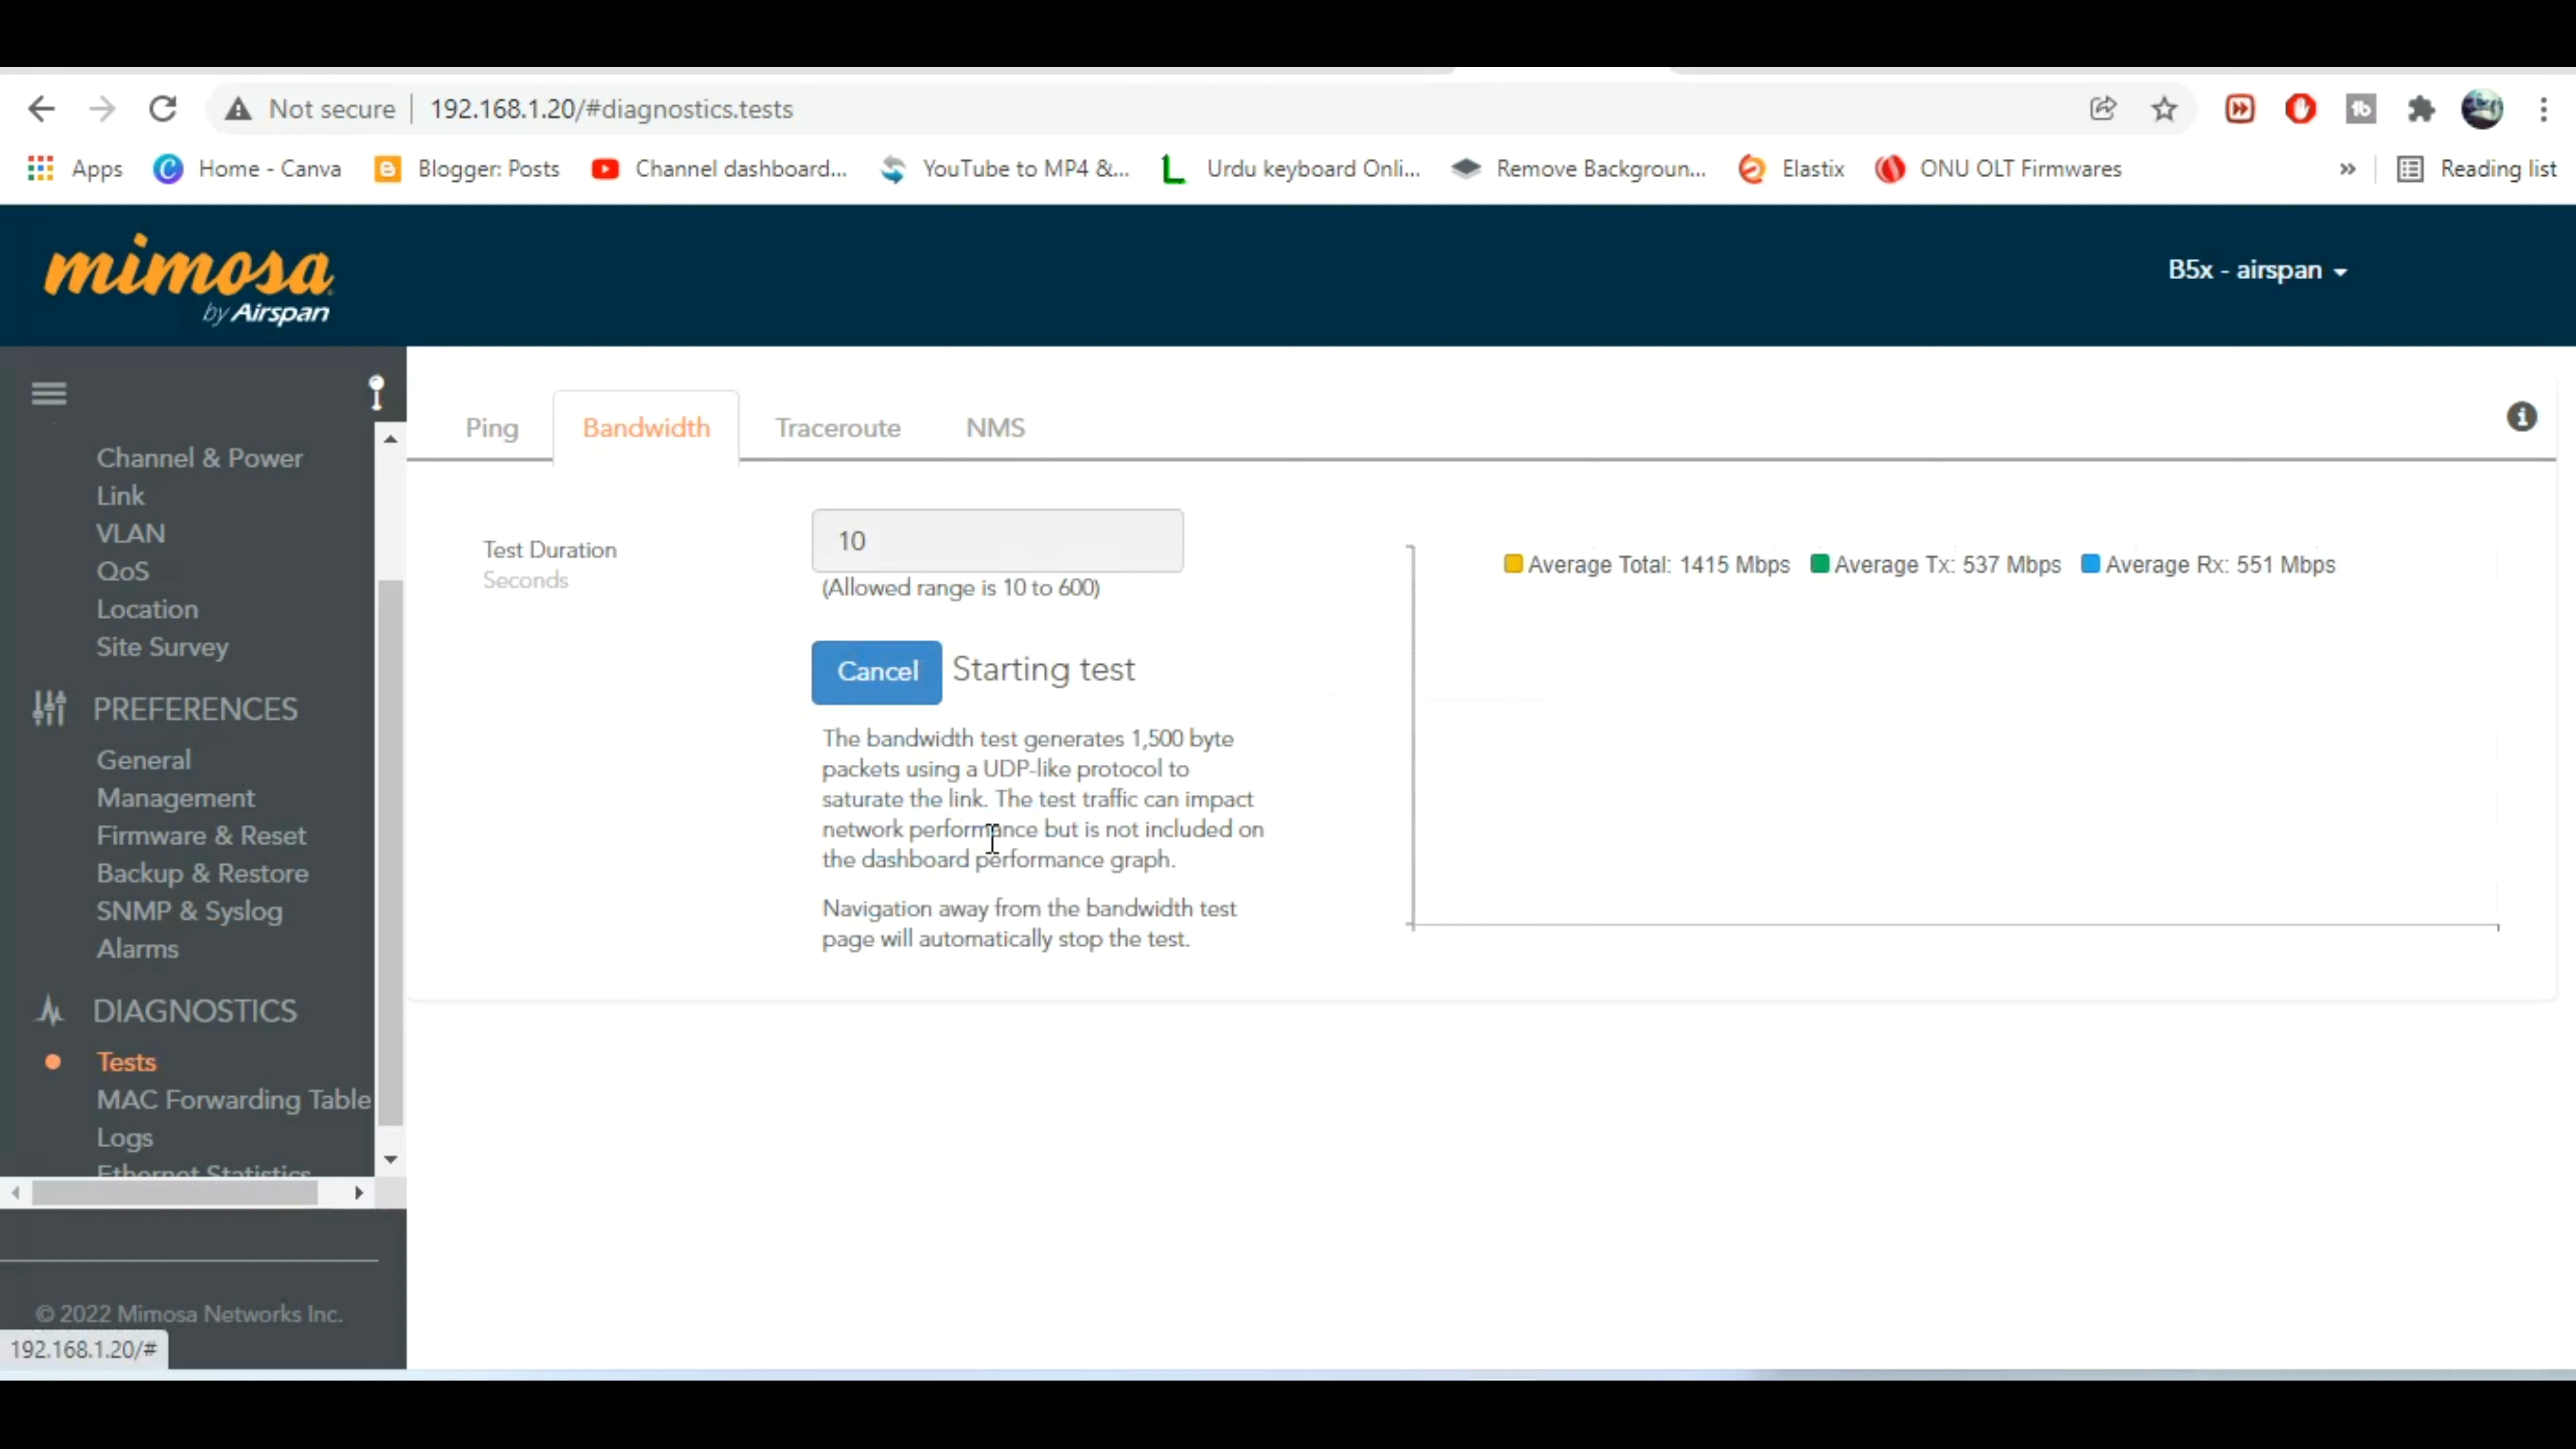 Not secure
192.168.1.20/#diagnostics.tests
Apps
Home - Canva
Blogger: Posts
Channel dashboard...
YouTube to MP4 &...
Urdu keyboard Onli...
Remove Backgroun...
Elastix
ONU OLT Firmwares
»
Reading list
mimosa
by Airspan
B5x - airspan
Channel & Power
Link
VLAN
QoS
Location
Site Survey
PREFERENCES
General
Management
Firmware & Reset
Backup & Restore
SNMP & Syslog
Alarms
DIAGNOSTICS
Tests
MAC Forwarding Table
Logs
Ethernet Statistics
© 2022 Mimosa Networks Inc.
192.168.1.20/#
Ping
Bandwidth
Traceroute
NMS
Test Duration
Seconds
10
(Allowed range is 10 to 600)
Cancel
Starting test
The bandwidth test generates 1,500 byte
packets using a UDP-like protocol to
saturate the link. The test traffic can impact
network performance but is not included on
the dashboard performance graph.
Navigation away from the bandwidth test
page will automatically stop the test.
Average Total: 1415 Mbps
Average Tx: 537 Mbps
Average Rx: 551 Mbps